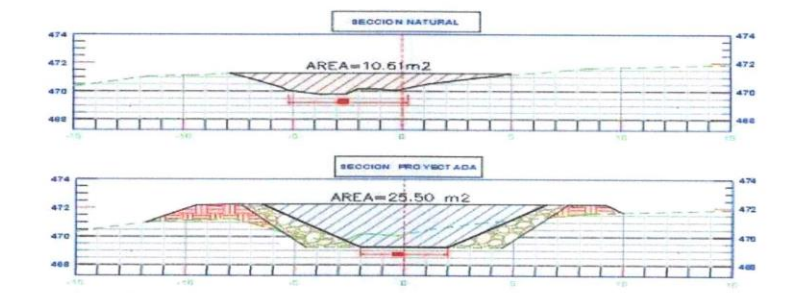 SECCION NATURAL
474 474
472 472
AREA=10.61m2
470 470
468 468
-15 -10 -5 0 5 10 15
SECCION PROYECTADA
474 474
AREA=25.50 m2
472 472
470 470
468 468
-15 -10 -5 0 5 10 15